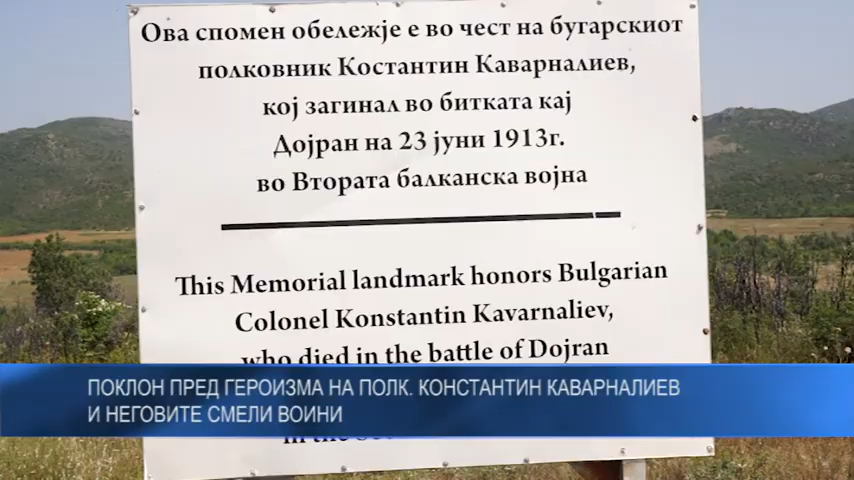 Ова спомен обележје е во чест на бугарскиот
полковник Костантин Каварналиев,
кој загинал во битката кај
Дојран на 23 јуни 1913г.
во Втората балканска војна
This Memorial landmark honors Bulgarian
Colonel Konstantin Kavarnaliev,
who died in the battle of Dojran
ПОКЛОН ПРЕД ГЕРОИЗМА НА ПОЛК. КОНСТАНТИН КАВАРНАЛИЕВ
И НЕГОВИТЕ СМЕЛИ ВОИНИ
in the